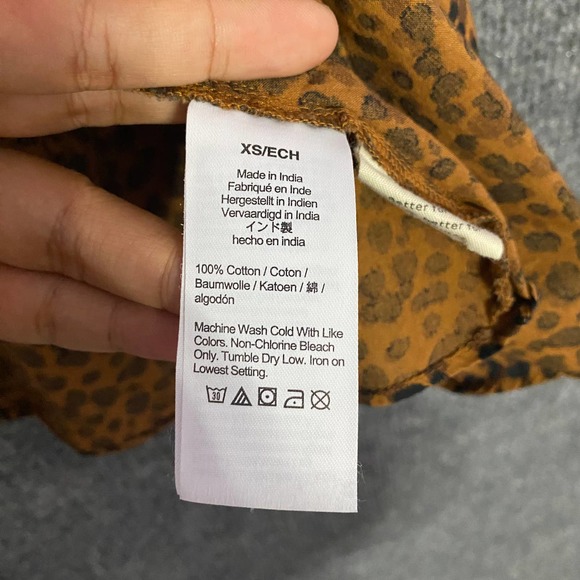 XS/ECH
Made in India
Fabriqué en Inde
Hergestellt in Indien
Vervaardigd in India
インド製
hecho en india
100% Cotton / Coton /
Baumwolle / Katoen / 綿 /
algodón
Machine Wash Cold With Like
Colors. Non-Chlorine Bleach
Only. Tumble Dry Low. Iron on
Lowest Setting.
30